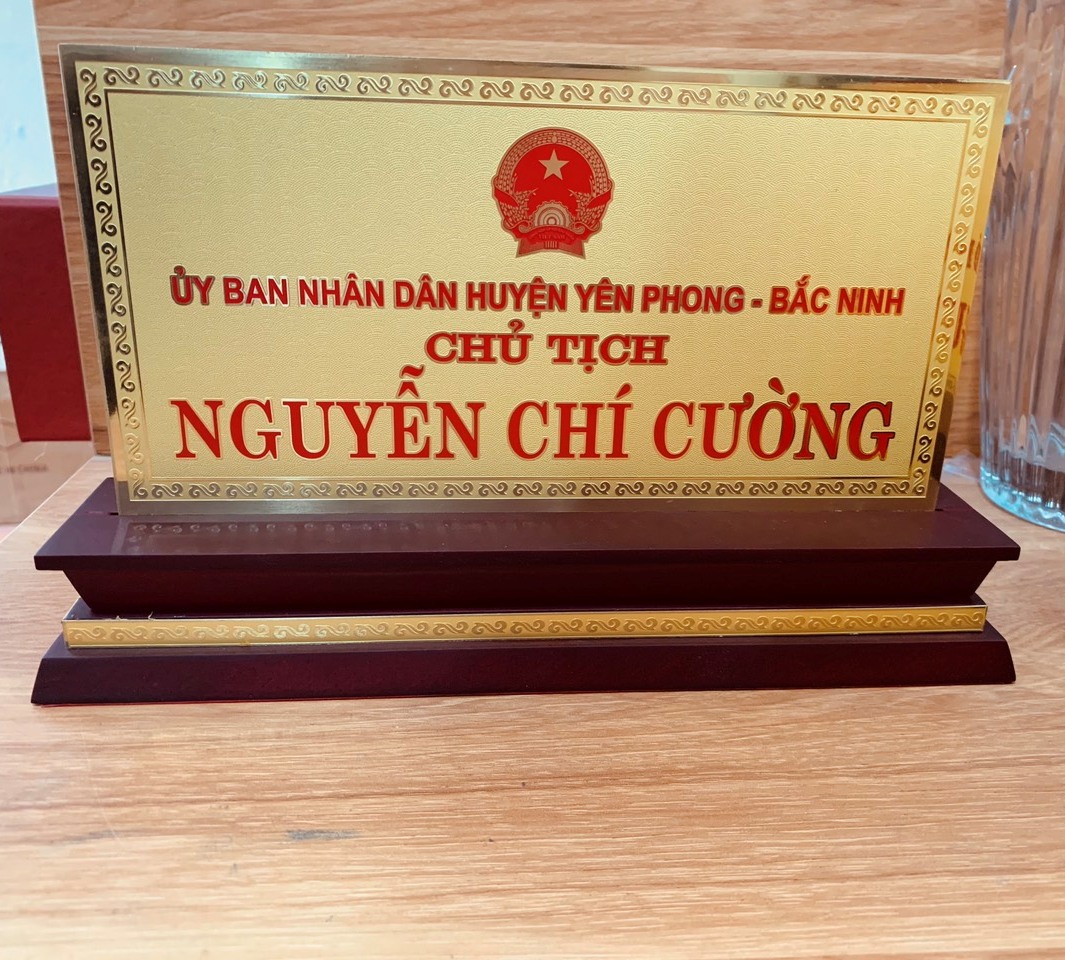 ỦY BAN NHÂN DÂN HUYỆN YÊN PHONG - BẮC NINH
CHỦ TỊCH
NGUYỄN CHÍ CƯỜNG